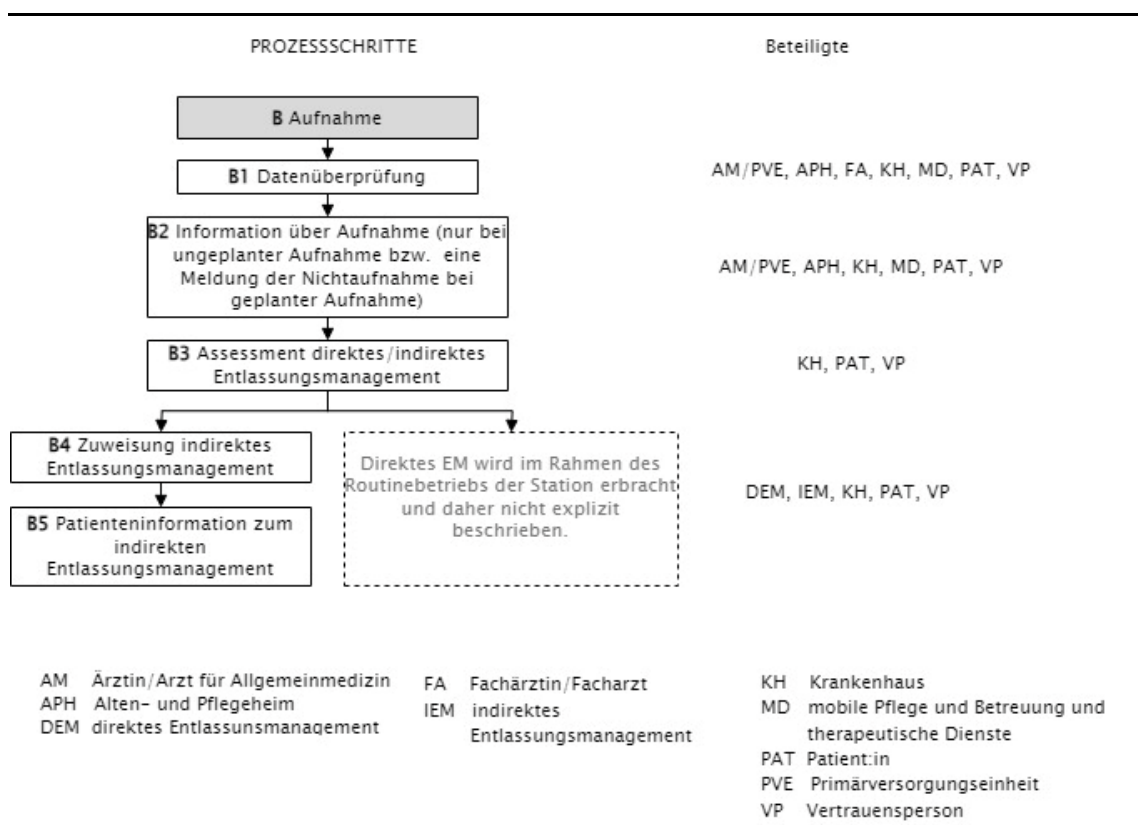 PROZESSSCHRITTE
Beteiligte
B Aufnahme
B1 Datenüberprüfung
AM/PVE, APH, FA, KH, MD, PAT, VP
B2 Information über Aufnahme (nur bei
ungeplanter Aufnahme bzw. eine
Meldung der Nichtaufnahme bei
geplanter Aufnahme)
AM/PVE, APH, KH, MD, PAT, VP
B3 Assessment direktes/indirektes
Entlassungsmanagement
KH, PAT, VP
B4 Zuweisung indirektes
Entlassungsmanagement
Direktes EM wird im Rahmen des
Routinebetriebs der Station erbracht
und daher nicht explizit
beschrieben.
DEM, IEM, KH, PAT, VP
B5 Patienteninformation zum
indirekten
Entlassungsmanagement
AM Ärztin/Arzt für Allgemeinmedizin
APH Alten- und Pflegeheim
DEM direktes Entlassunsmanagement
FA Fachärztin/Facharzt
IEM indirektes
Entlassungsmanagement
KH Krankenhaus
MD mobile Pflege und Betreuung und
therapeutische Dienste
PAT Patient:in
PVE Primärversorgungseinheit
VP Vertrauensperson